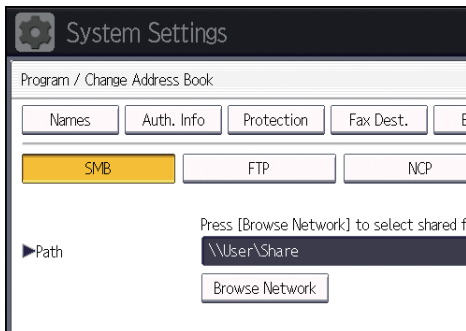 System Settings
Program / Change Address Book
Names Auth. Info Protection Fax Dest.
SMB FTP NCP
Press [Browse Network] to select shared
▶Path \\User\Share
Browse Network